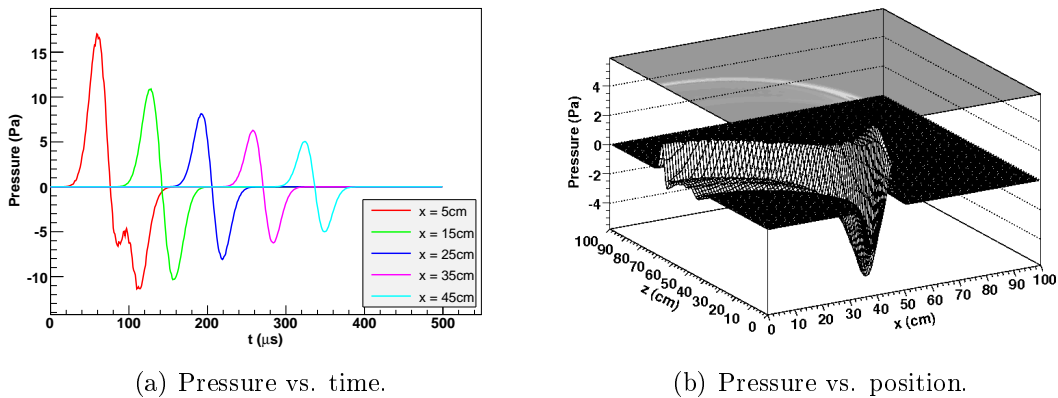 Pressure (Pa)
15
10
5
0
-5
-10
0 100 200 300 400 500
t (μs)
x = 5cm
x = 15cm
x = 25cm
x = 35cm
x = 45cm
(a) Pressure vs. time.
Pressure (Pa)
4
2
0
-2
-4
100 90 80 70 60 50 40 30 20 10 0
z (cm)
0 10 20 30 40 50 60 70 80 90 100
x (cm)
(b) Pressure vs. position.